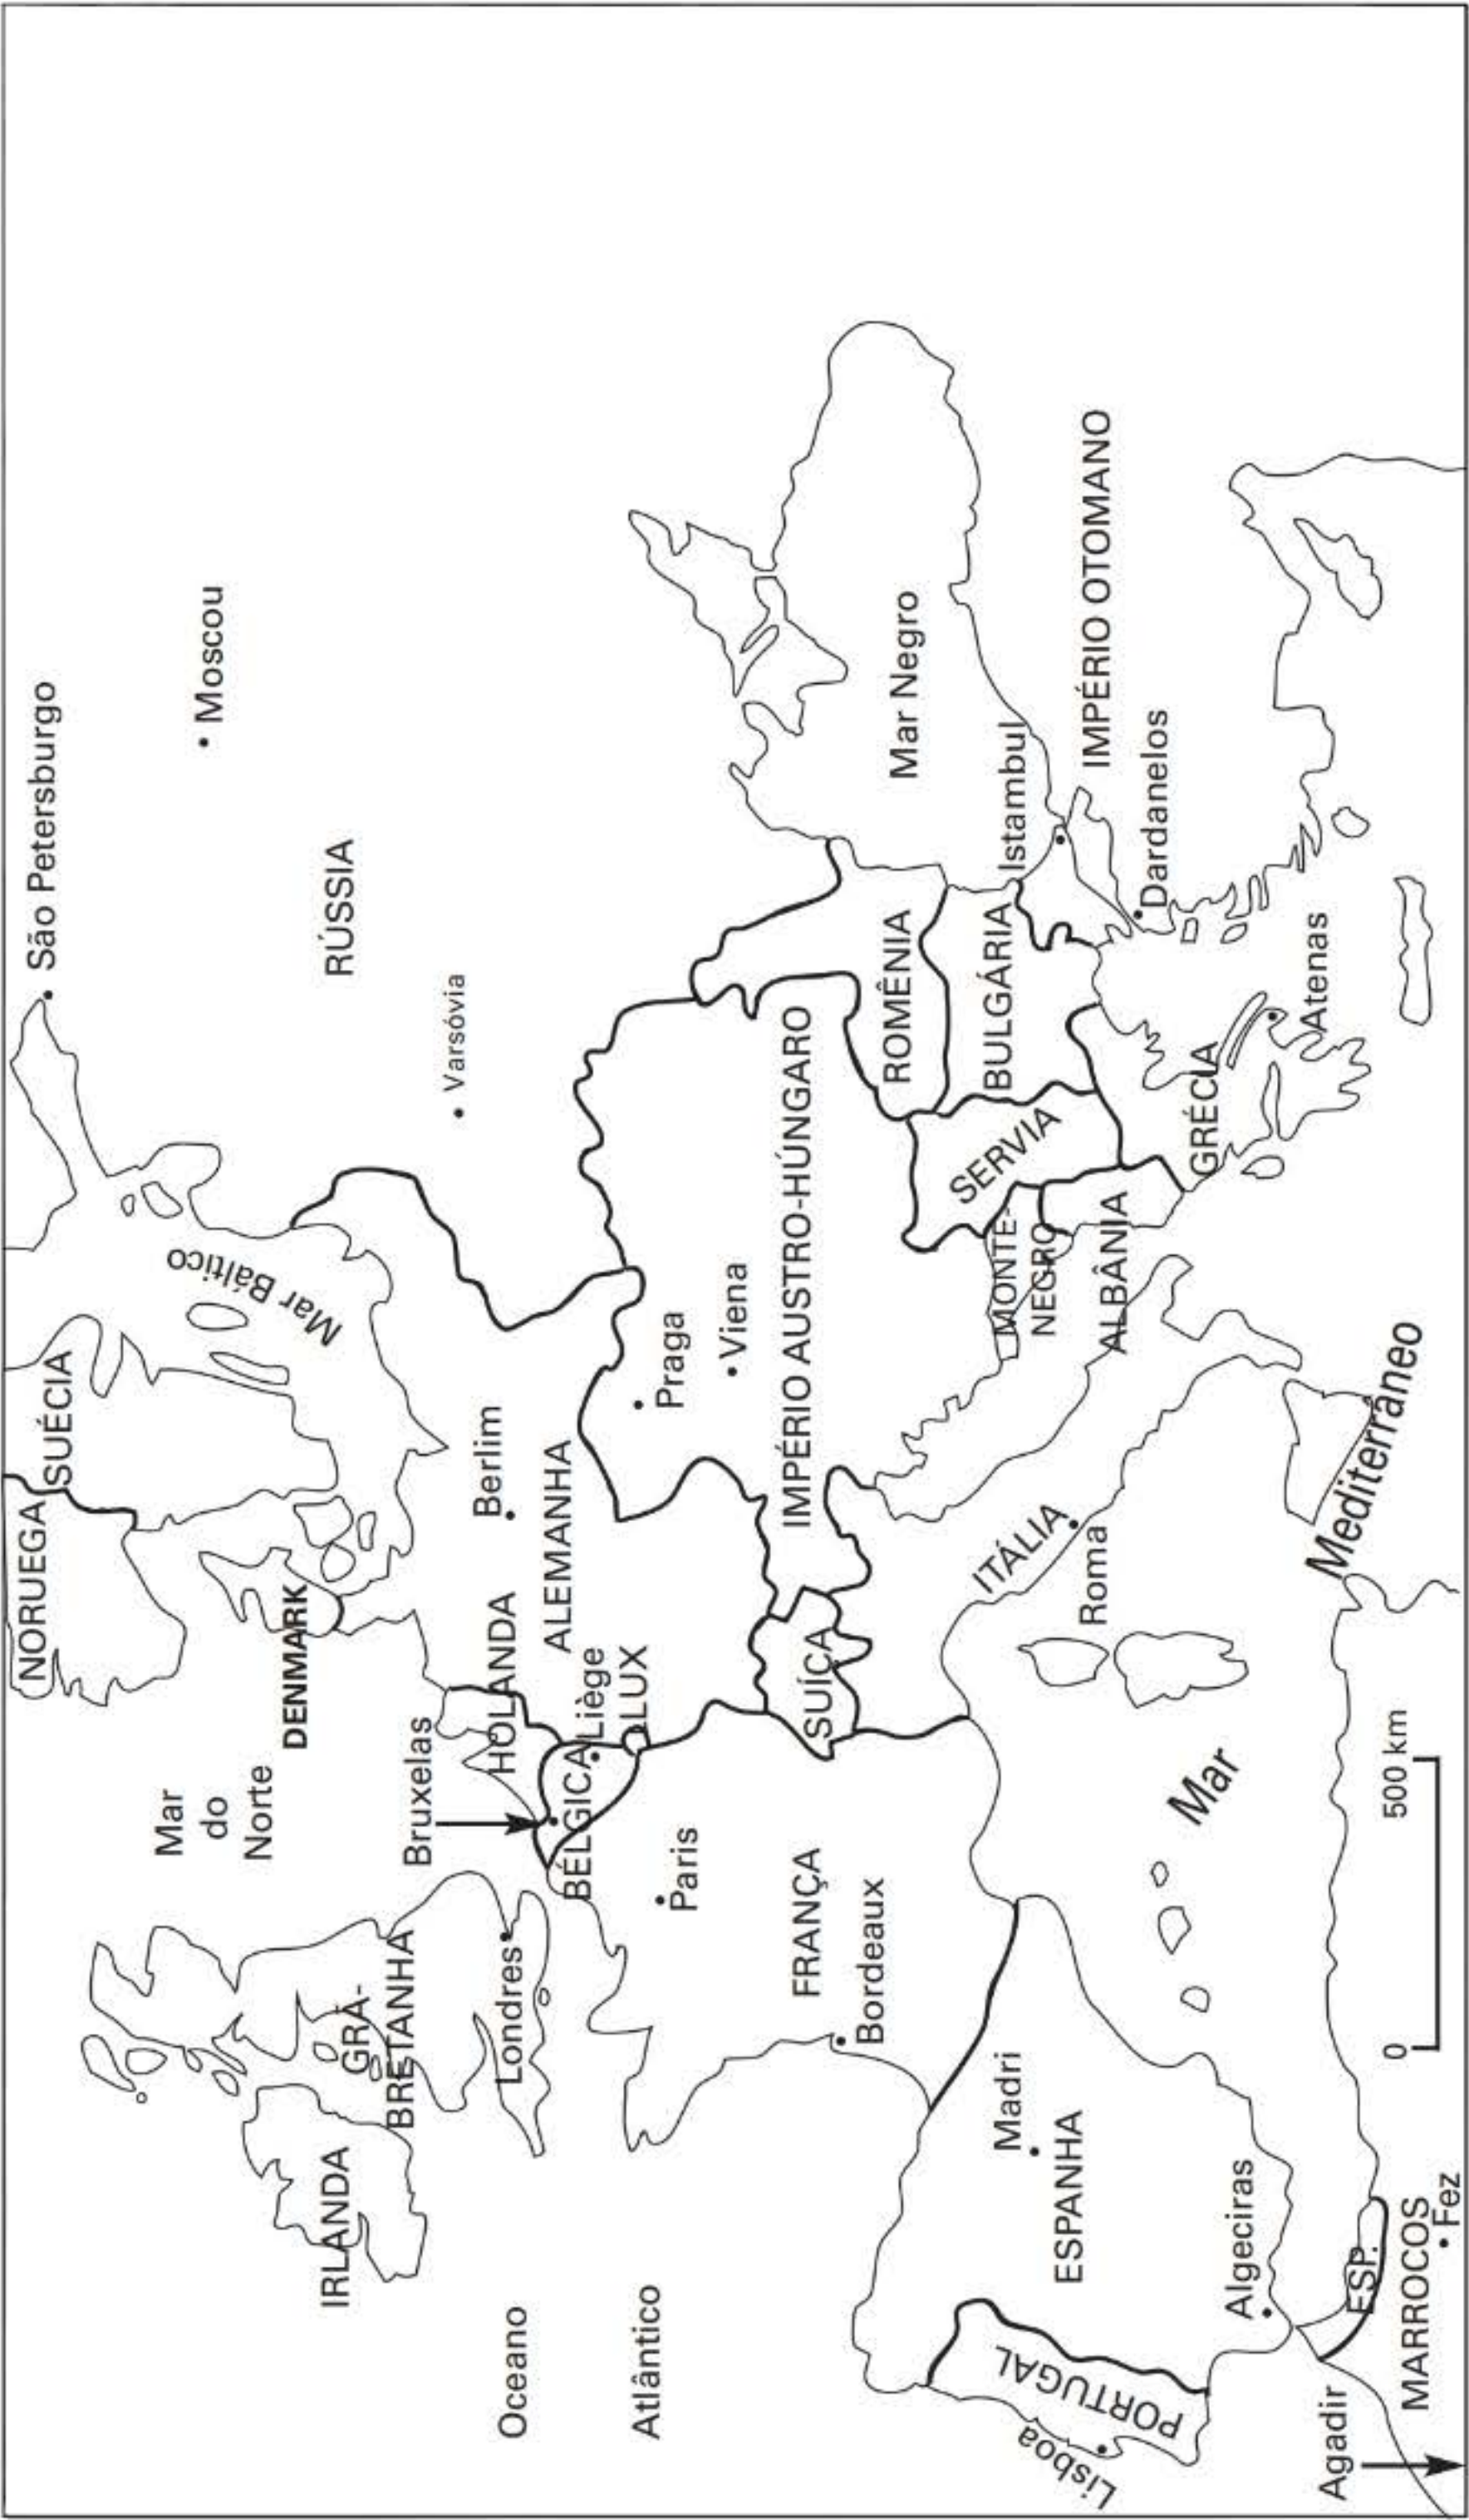 NORUEGA
SUÉCIA
São Petersburgo
Moscou
Mar Báltico
RÚSSIA
DENMARK
Mar
do
Norte
IRLANDA
GRÃ-
BRETANHA
Londres
Bruxelas
HOLANDA
Berlim
Varsóvia
ALEMANHA
BÉLGICA
Liège
LUX
Oceano
Atlântico
Paris
Praga
Viena
FRANÇA
Bordeaux
SUÍÇA
IMPÉRIO AUSTRO-HÚNGARO
ROMÊNIA
Mar Negro
BULGÁRIA
SERVIA
MONTE-
NEGRO
ALBÂNIA
Istambul
IMPÉRIO OTOMANO
Dardanelos
GRÉCIA
Atenas
ITÁLIA
Roma
Madri
ESPANHA
PORTUGAL
Lisboa
Algeciras
Mar
Mediterrâneo
ESP.
MARROCOS
Fez
Agadir
0
500 km